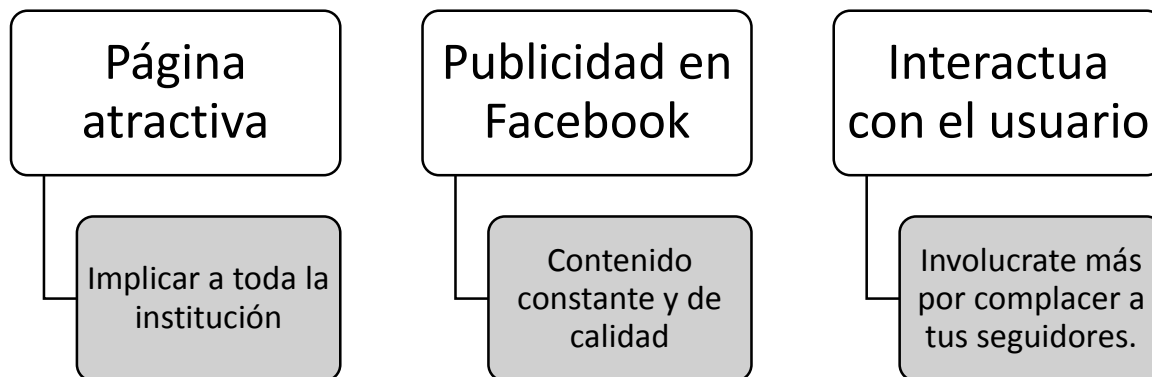 Página
atractiva
Implicar a toda la
institución
Publicidad en
Facebook
Contenido
constante y de
calidad
Interactua
con el usuario
Involucrate más
por complacer a
tus seguidores.